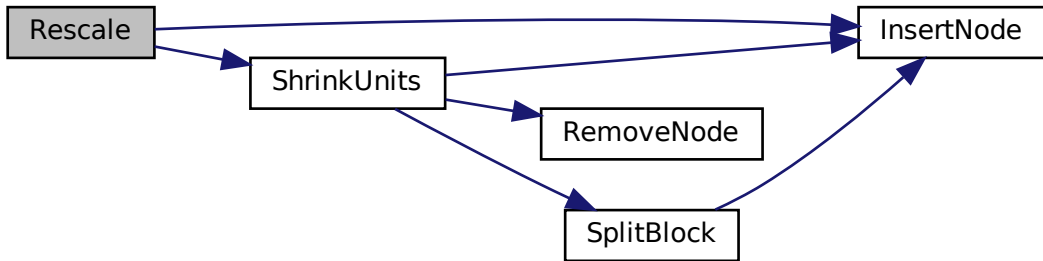 Rescale
InsertNode
ShrinkUnits
RemoveNode
SplitBlock